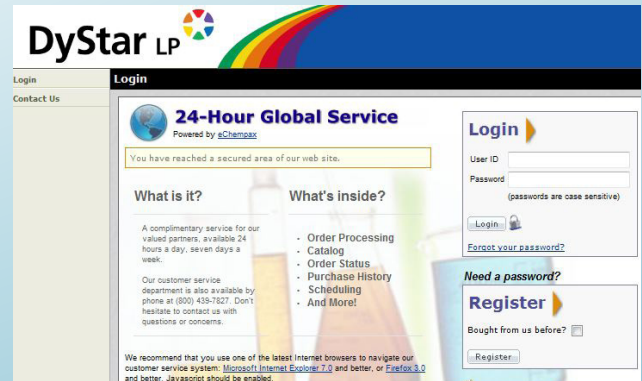 DyStar LP
Login
Contact Us
Login
24-Hour Global Service
Powered by eChempax
You have reached a secured area of our web site.
What is it?
A complimentary service for our
valued partners, available 24
hours a day, seven days a
week.
Our customer service
department is also available by
phone at (800) 439-7827. Don't
hesitate to contact us with
questions or concerns.
What's inside?
- Order Processing
- Catalog
- Order Status
- Purchase History
- Scheduling
- And More!
We recommend that you use one of the latest Internet browsers to navigate our
customer service system: Microsoft Internet Explorer 7.0 and better, or Firefox 3.0
and better. Javascript should be enabled.
Login
User ID
Password
(passwords are case sensitive)
Login
Forgot your password?
Need a password?
Register
Bought from us before?
Register